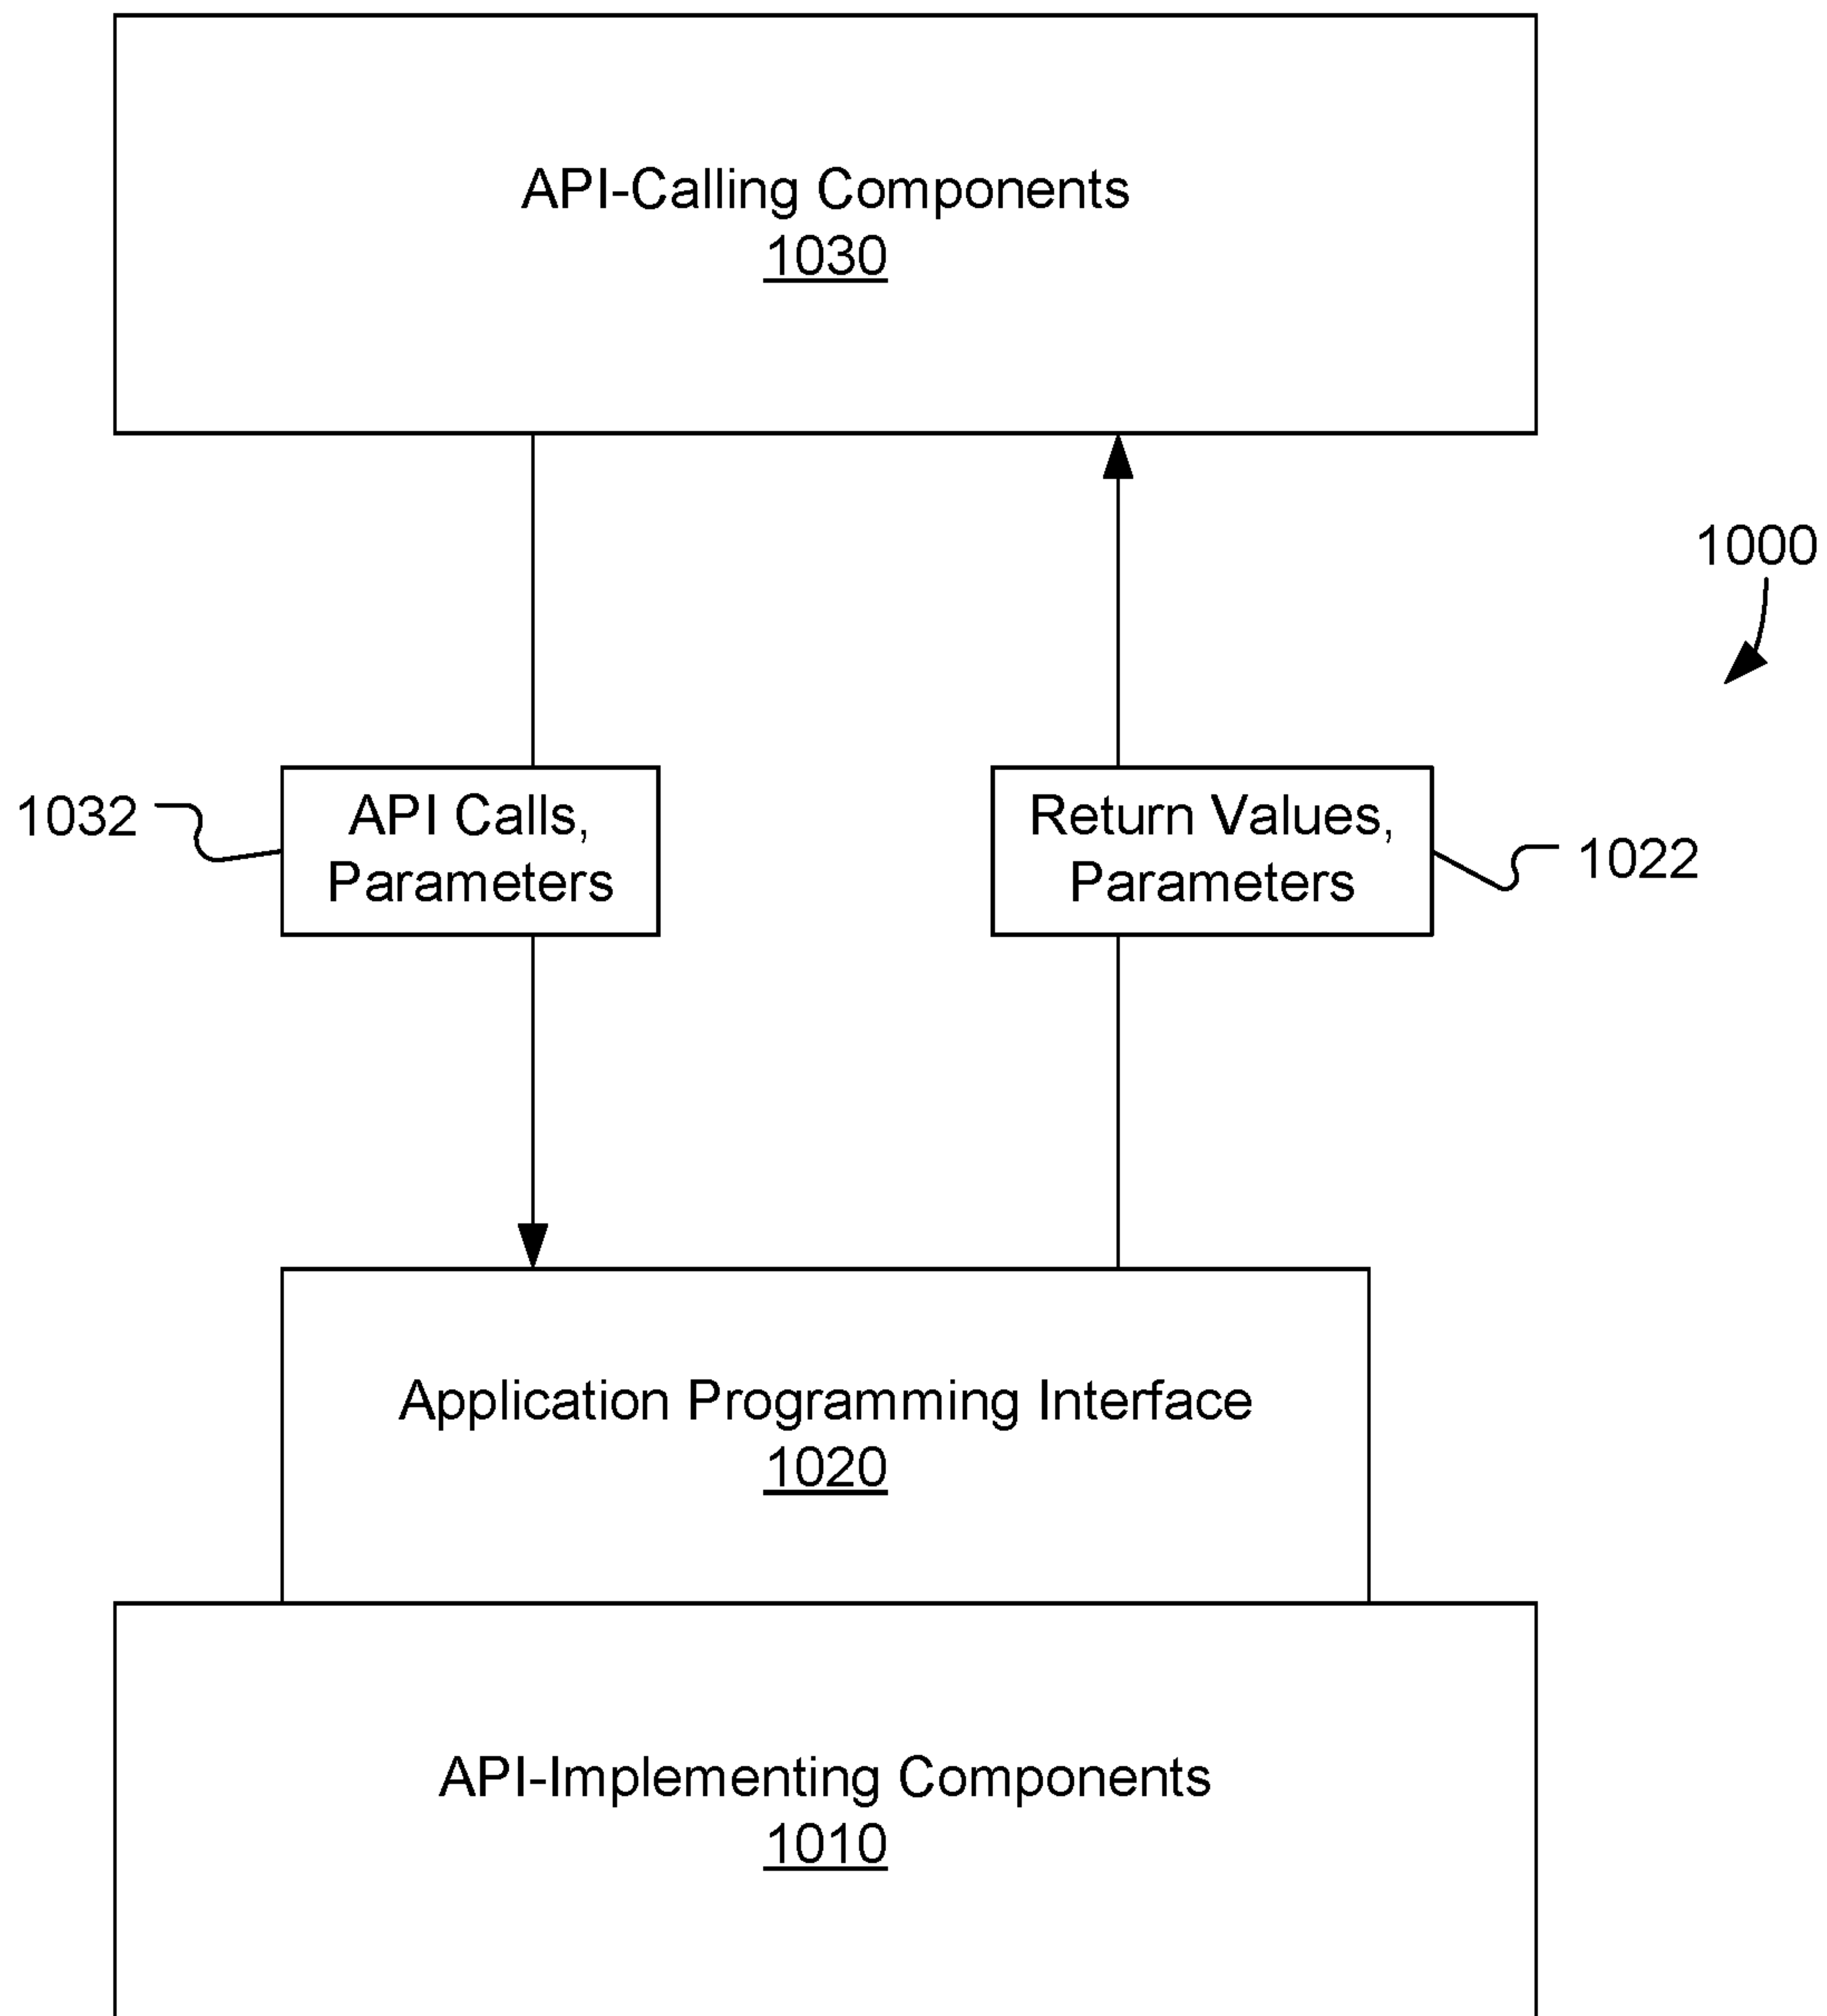 API-Calling Components
1030
1000
1032
API Calls,
Parameters
Return Values,
Parameters
1022
Application Programming Interface
1020
API-Implementing Components
1010